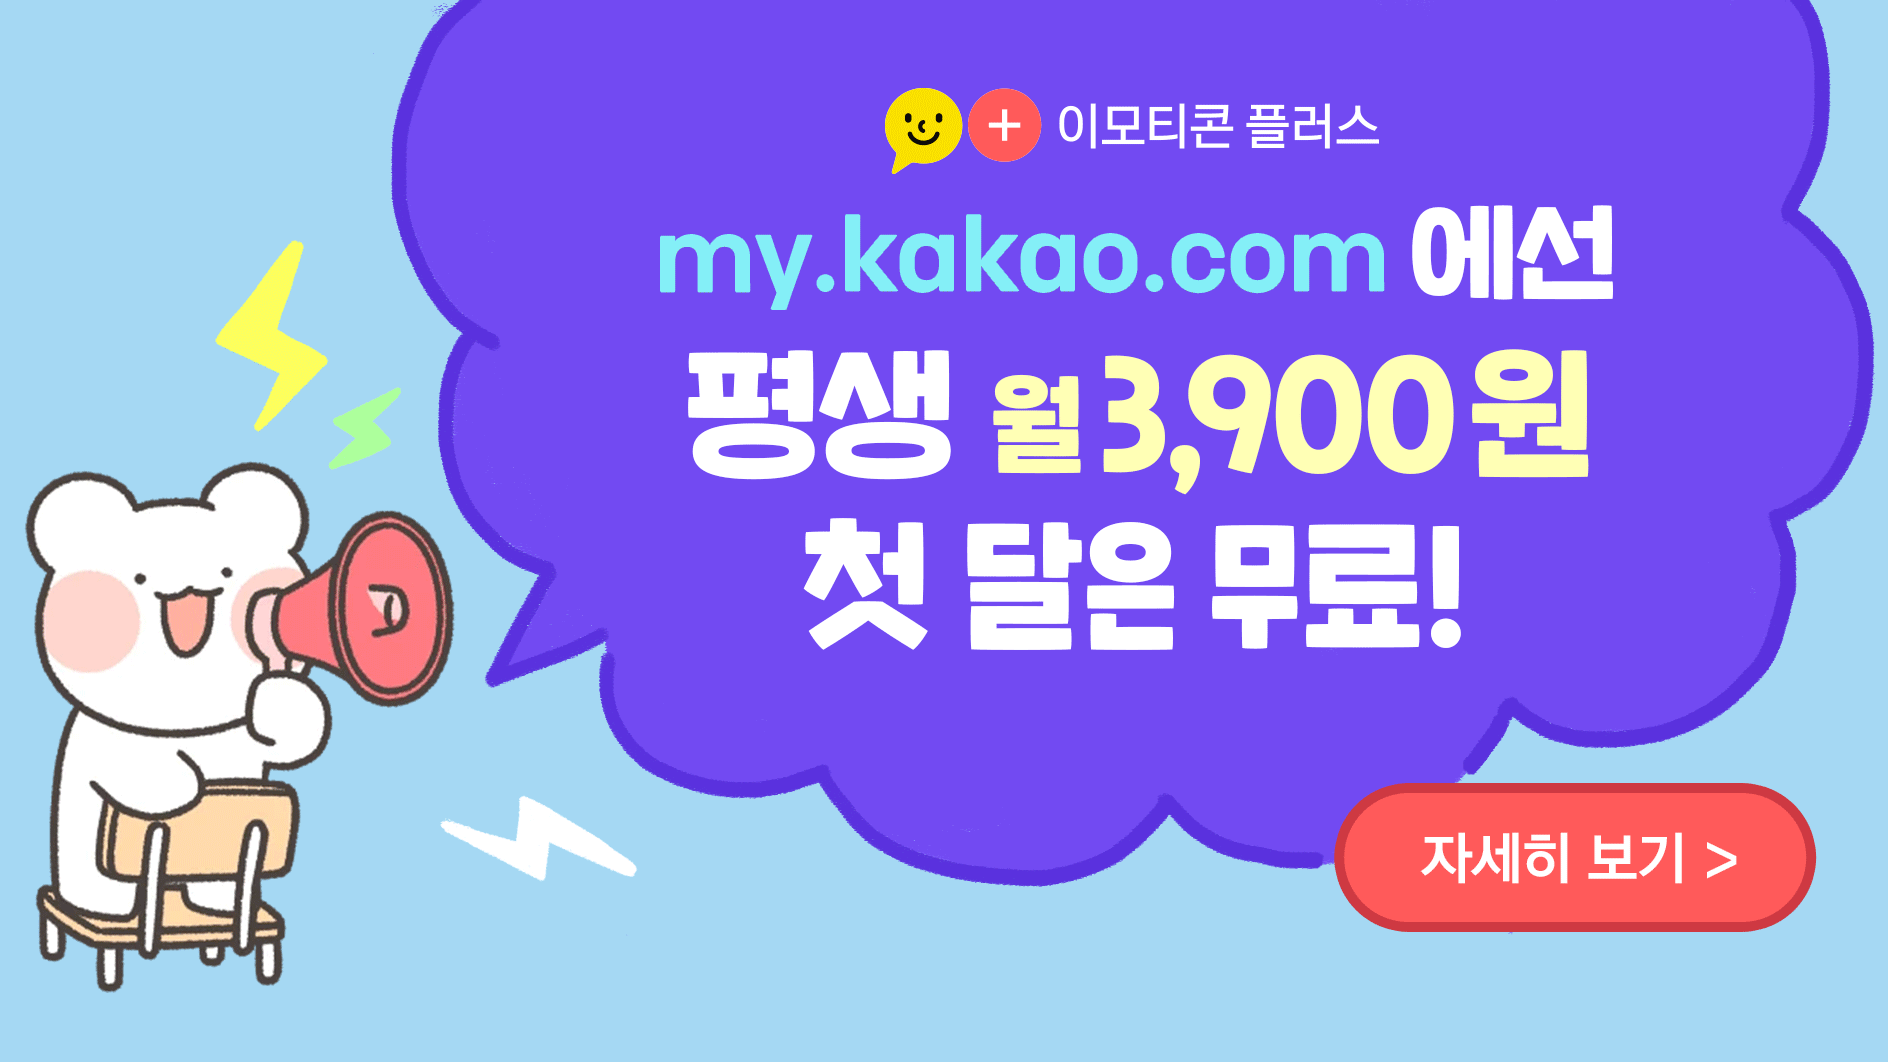 이모티콘 플러스
my.kakao.com 에선
평생 월 3,900원
첫 달은 무료!
자세히 보기 >